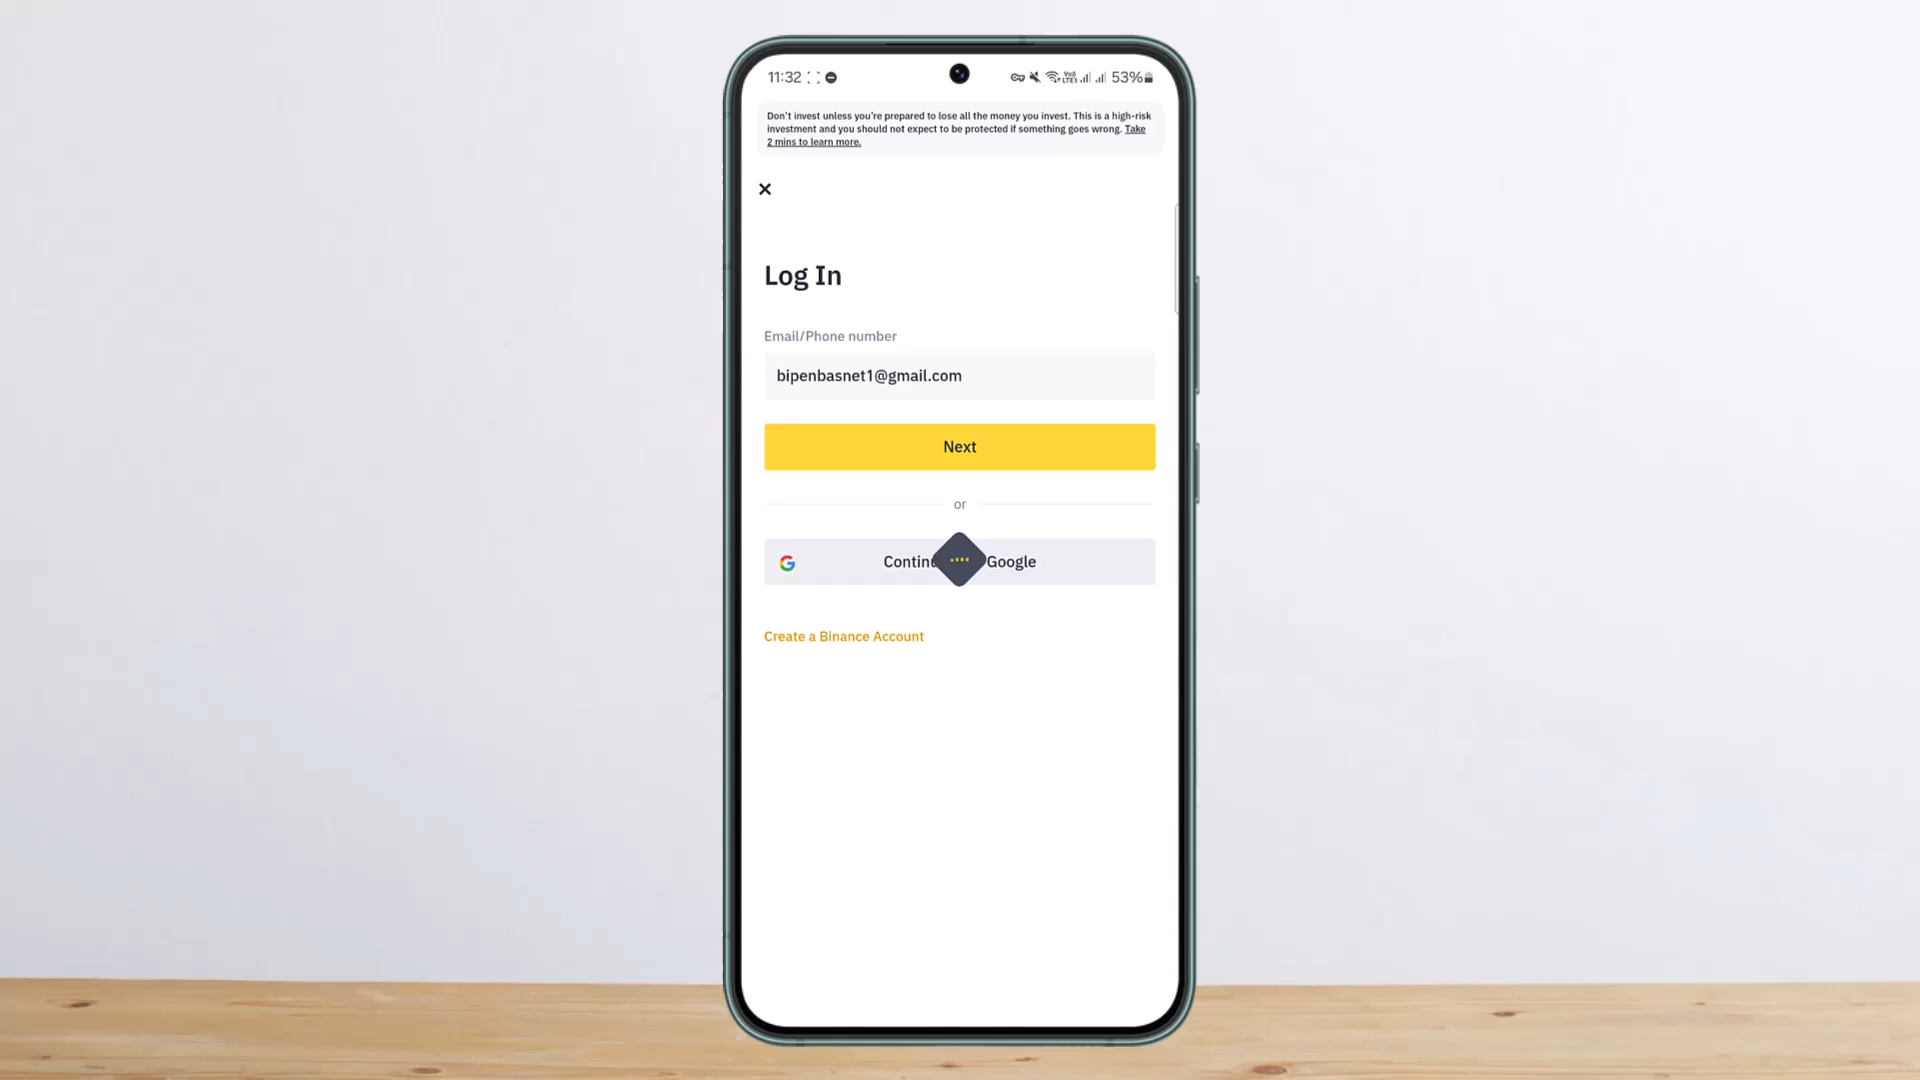 11:32 53%
Don't invest unless you're prepared to lose all the money you invest. This is a high-risk
investment and you should not expect to be protected if something goes wrong. Take
2 mins to learn more.
Log In
Email/Phone number
bipenbasnet1@gmail.com
Next
or
Contin Google
Create a Binance Account